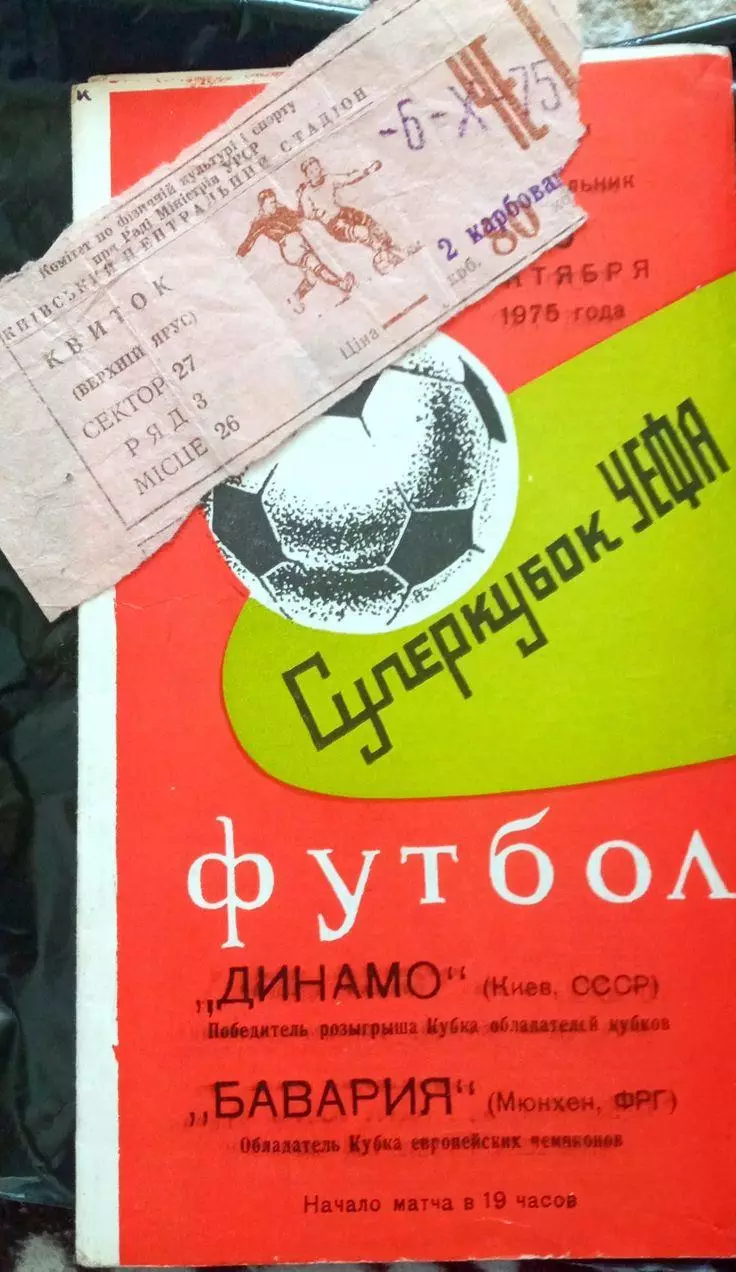 к
Комітет по фізичній культурі і спорту
при Раді Міністрів УРСР
КИЇВСЬКИЙ ЦЕНТРАЛЬНИЙ СТАДІОН
КВИТОК
(ВЕРХНІЙ ЯРУС)
СЕКТОР 27
РЯД 3
МІСЦЕ 26
-6-X 75
2 карбован
Ціна крб. 80
1975 года
Суперкубок УЕФА
футбол
„ДИНАМО“ (Киев, СССР)
Победитель розыгрыша Кубка обладателей кубков
„БАВАРИЯ“ (Мюнхен, ФРГ)
Обладатель Кубка европейских чемпионов
Начало матча в 19 часов